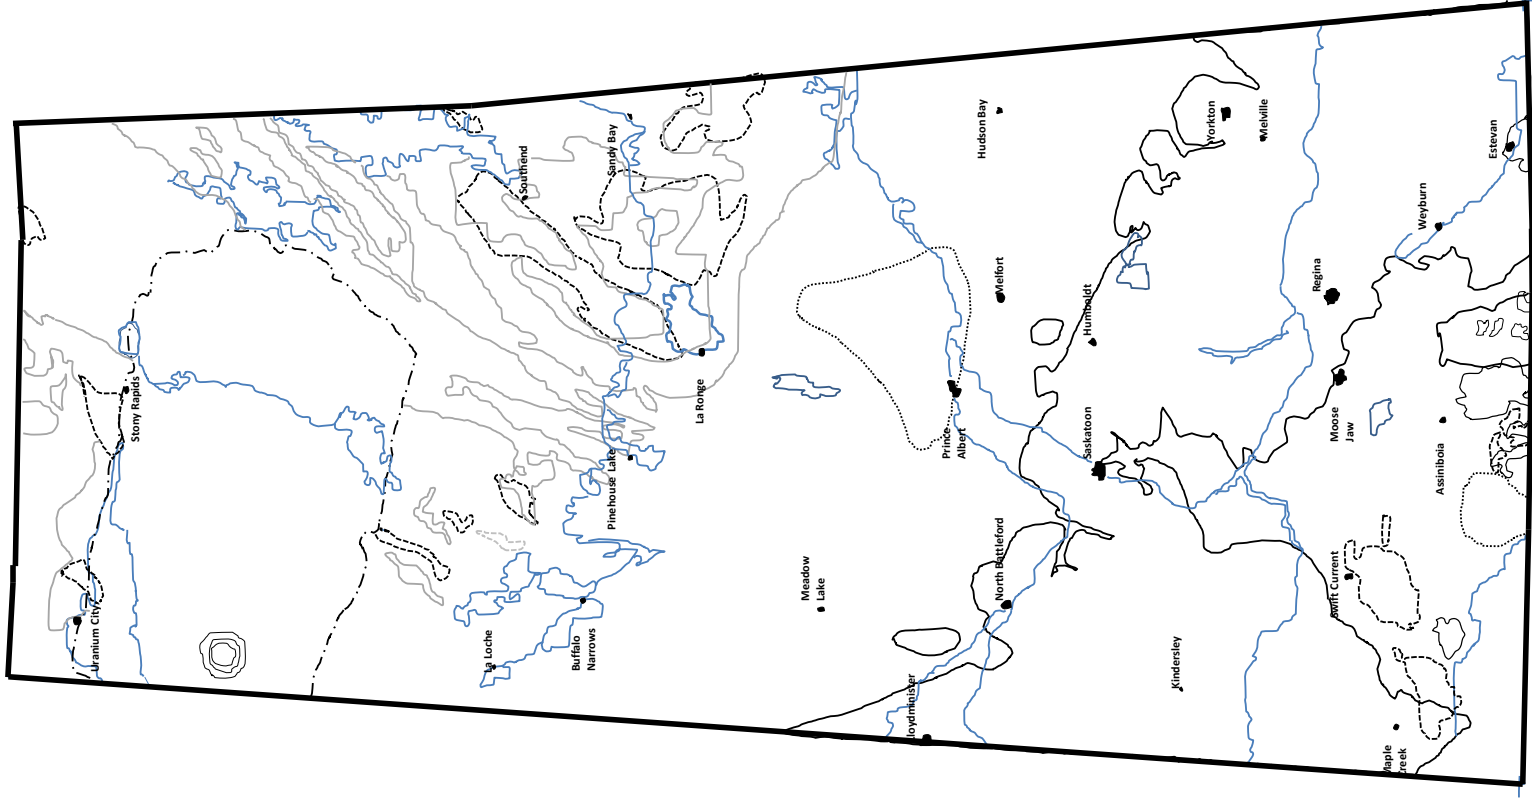 Uranium City
Stony Rapids
La Loche
Buffalo
Narrows
Southend
Sandy Bay
Pinehouse Lake
La Ronge
Meadow
Lake
Lloydminister
Prince
Albert
Hudson Bay
Melfort
North Battleford
Humboldt
Saskatoon
Kindersley
Yorkton
Melville
Regina
Moose
Jaw
Swift Current
Maple
Creek
Weyburn
Assiniboia
Estevan